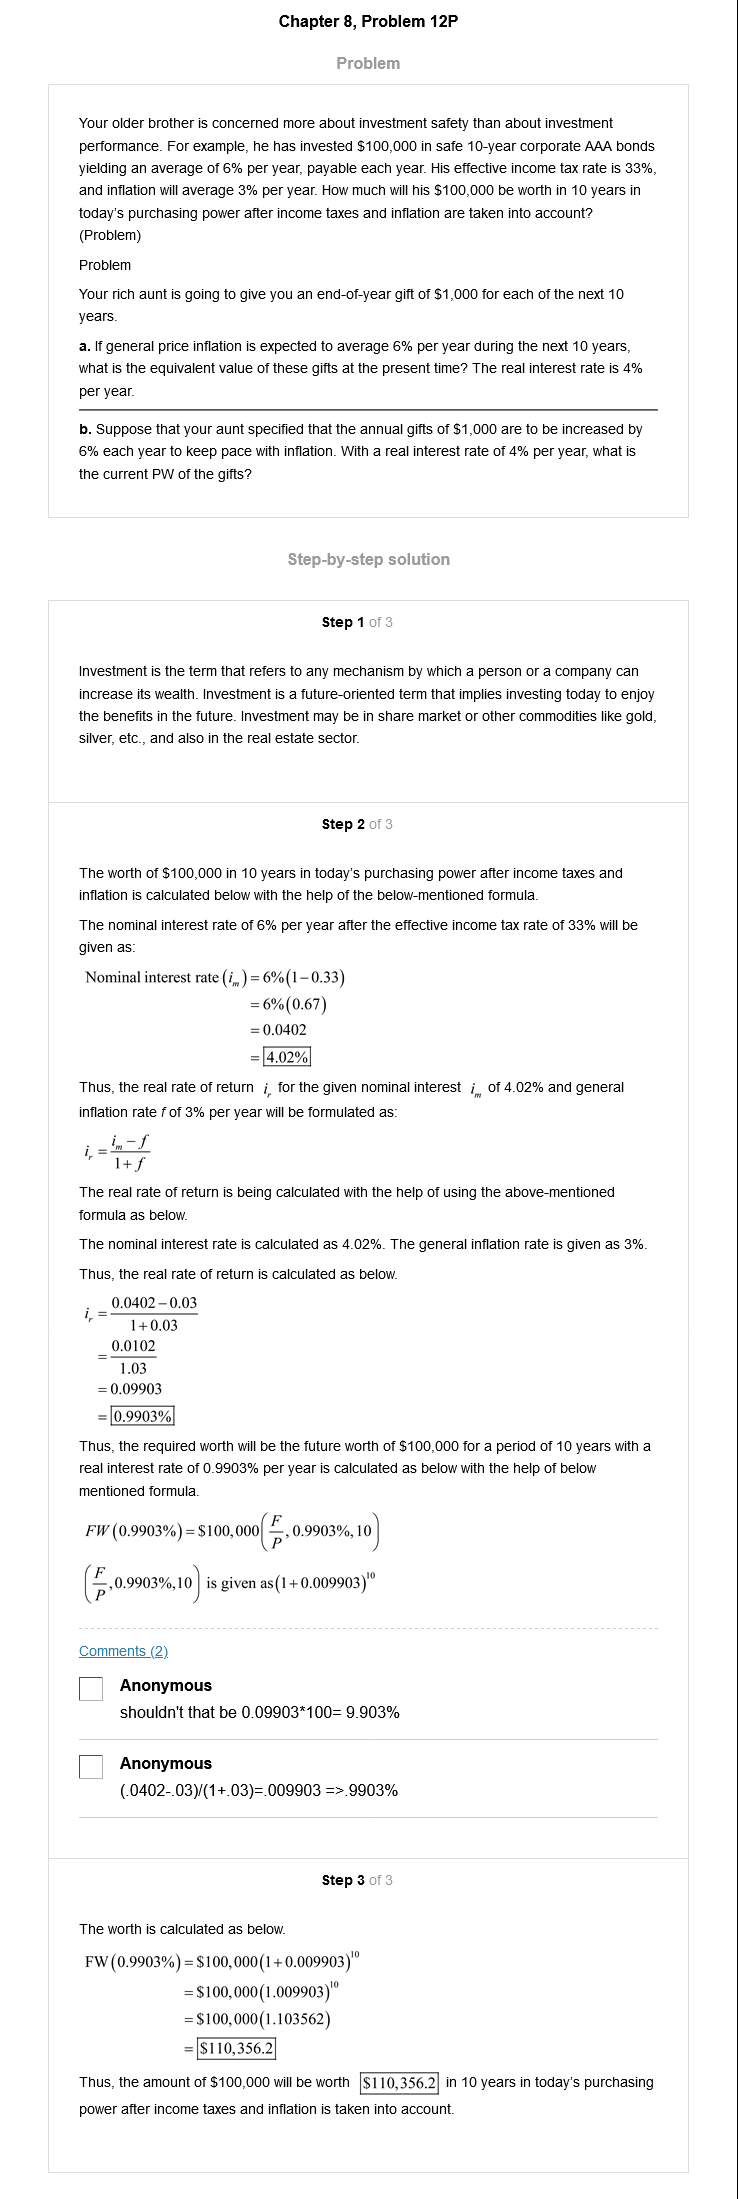 Chapter 8, Problem 12P
Problem
Your older brother is concerned more about investment safety than about investment
performance. For example, he has invested $100,000 in safe 10-year corporate AAA bonds
yielding an average of 6% per year, payable each year. His effective income tax rate is 33%,
and inflation will average 3% per year. How much will his $100,000 be worth in 10 years in
today's purchasing power after income taxes and inflation are taken into account?
(Problem)
Problem
Your rich aunt is going to give you an end-of-year gift of $1,000 for each of the next 10
years.
a. If general price inflation is expected to average 6% per year during the next 10 years,
what is the equivalent value of these gifts at the present time? The real interest rate is 4%
per year.
b. Suppose that your aunt specified that the annual gifts of $1,000 are to be increased by
6% each year to keep pace with inflation. With a real interest rate of 4% per year, what is
the current PW of the gifts?
Step-by-step solution
Step 1 of 3
Investment is the term that refers to any mechanism by which a person or a company can
increase its wealth. Investment is a future-oriented term that implies investing today to enjoy
the benefits in the future. Investment may be in share market or other commodities like gold,
silver, etc., and also in the real estate sector.
Step 2 of 3
The worth of $100,000 in 10 years in today's purchasing power after income taxes and
inflation is calculated below with the help of the below-mentioned formula.
The nominal interest rate of 6% per year after the effective income tax rate of 33% will be
given as:
Nominal interest rate (i_m) = 6%(1−0.33)
= 6%(0.67)
= 0.0402
= 4.02%
Thus, the real rate of return i_r for the given nominal interest i_m of 4.02% and general
inflation rate f of 3% per year will be formulated as:
i_r = (i_m − f)/(1+ f)
The real rate of return is being calculated with the help of using the above-mentioned
formula as below.
The nominal interest rate is calculated as 4.02%. The general inflation rate is given as 3%.
Thus, the real rate of return is calculated as below.
i_r = (0.0402 − 0.03)/(1+0.03)
= 0.0102/1.03
= 0.09903
= 0.9903%
Thus, the required worth will be the future worth of $100,000 for a period of 10 years with a
real interest rate of 0.9903% per year is calculated as below with the help of below
mentioned formula.
FW(0.9903%) = $100,000(F/P, 0.9903%, 10)
(F/P, 0.9903%, 10) is given as (1+0.009903)^10
Comments (2)
Anonymous
shouldn't that be 0.09903*100= 9.903%
Anonymous
(.0402-.03)/(1+.03)=.009903 =>.9903%
Step 3 of 3
The worth is calculated as below.
FW(0.9903%) = $100,000(1+0.009903)^10
= $100,000(1.009903)^10
= $100,000(1.103562)
= $110,356.2
Thus, the amount of $100,000 will be worth $110,356.2 in 10 years in today's purchasing
power after income taxes and inflation is taken into account.